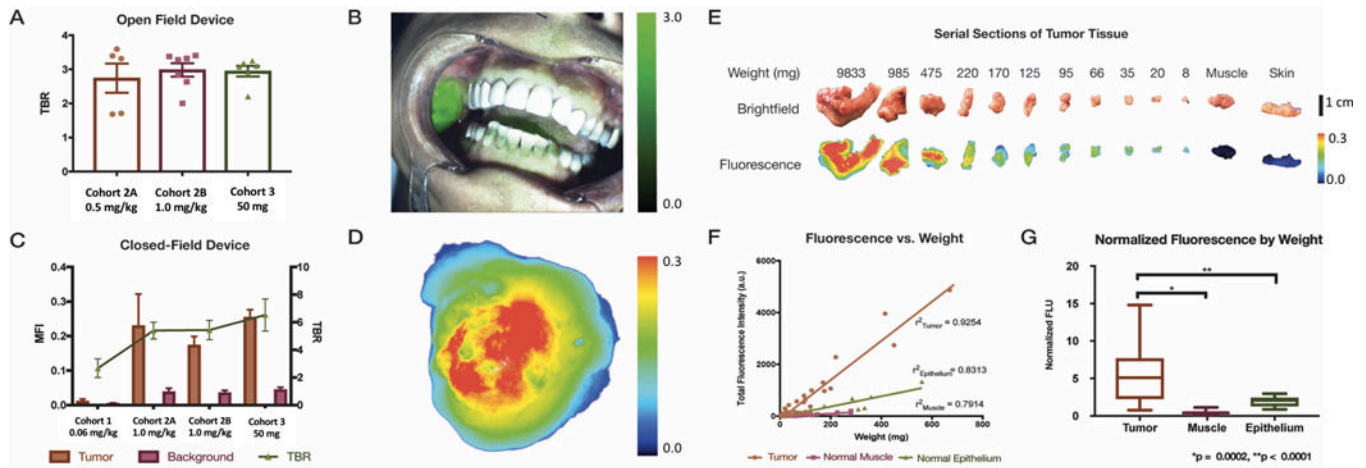 A
Open Field Device
TBR
4
3
2
1
0
Cohort 2A
0.5 mg/kg
Cohort 2B
1.0 mg/kg
Cohort 3
50 mg
B
3.0
0.0
C
Closed-Field Device
MFI
0.4
0.3
0.2
0.1
0.0
10
8
6
4
2
0
TBR
Cohort 1
0.06 mg/kg
Cohort 2A
1.0 mg/kg
Cohort 2B
1.0 mg/kg
Cohort 3
50 mg
Tumor Background TBR
D
0.3
0.0
E
Serial Sections of Tumor Tissue
Weight (mg) 9833 985 475 220 170 125 95 66 35 20 8 Muscle Skin
Brightfield
1 cm
Fluorescence
0.3
0.0
F
Fluorescence vs. Weight
Total Fluorescence Intensity (a.u.)
6000
4000
2000
0
r²Tumor = 0.9254
r²Epithelium = 0.8313
r²Muscle = 0.7914
0 200 400 600 800
Weight (mg)
Tumor Normal Muscle Normal Epithelium
G
Normalized Fluorescence by Weight
Normalized FLU
20
15
10
5
0
**
*
Tumor Muscle Epithelium
*p = 0.0002, **p < 0.0001